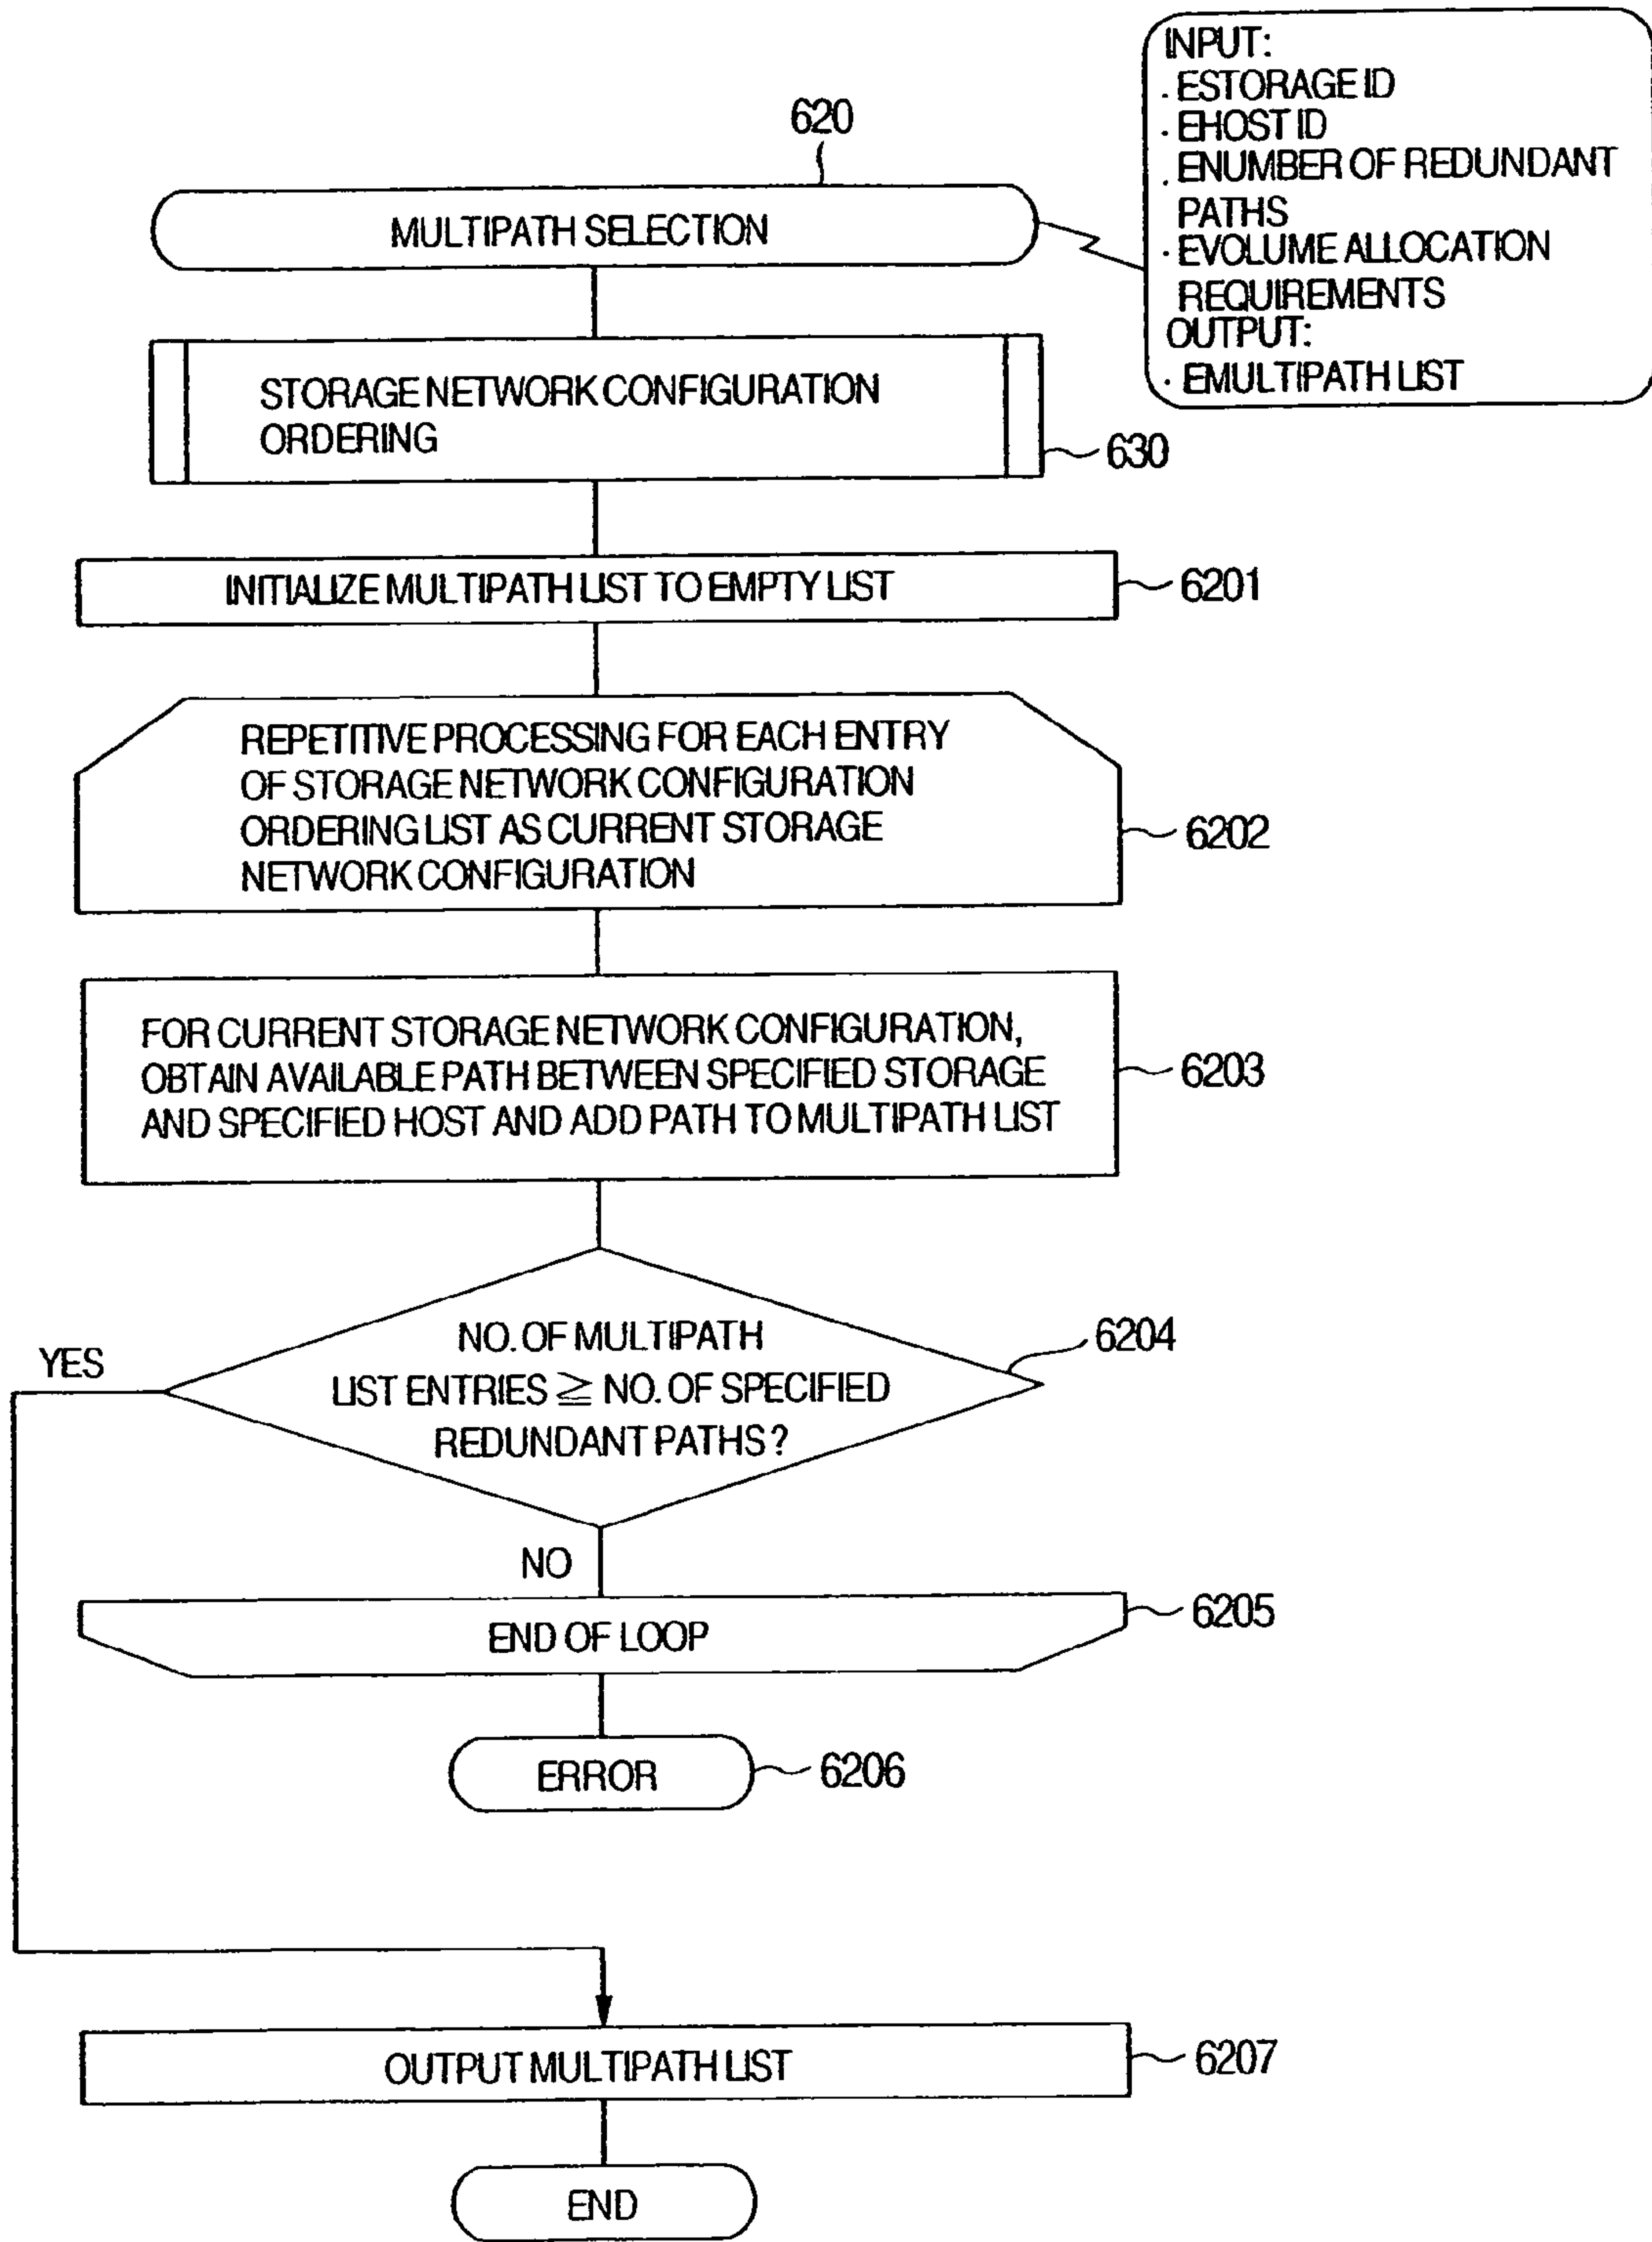 INPUT:
· ESTORAGE ID
· EHOST ID
· ENUMBER OF REDUNDANT
PATHS
· EVOLUME ALLOCATION
REQUIREMENTS
OUTPUT:
· EMULTIPATH LIST
620
MULTIPATH SELECTION
STORAGE NETWORK CONFIGURATION
ORDERING
630
INITIALIZE MULTIPATH LIST TO EMPTY LIST
6201
REPETITIVE PROCESSING FOR EACH ENTRY
OF STORAGE NETWORK CONFIGURATION
ORDERING LIST AS CURRENT STORAGE
NETWORK CONFIGURATION
6202
FOR CURRENT STORAGE NETWORK CONFIGURATION,
OBTAIN AVAILABLE PATH BETWEEN SPECIFIED STORAGE
AND SPECIFIED HOST AND ADD PATH TO MULTIPATH LIST
6203
NO. OF MULTIPATH
LIST ENTRIES ≧ NO. OF SPECIFIED
REDUNDANT PATHS?
6204
YES
NO
END OF LOOP
6205
ERROR
6206
OUTPUT MULTIPATH LIST
6207
END